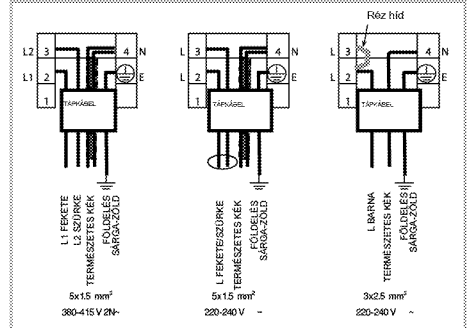 Réz híd
L2 3 4 N
L1 2 E
1
TÁPKÁBEL
L 3 4 N
L 2 E
1
TÁPKÁBEL
L 3 4 N
L 2 E
1
TÁPKÁBEL
L1 FEKETE
L2 SZÜRKE
TERMÉSZETES KÉK
FÖLDELÉS
SÁRGA-ZÖLD
L FEKETE/SZÜRKE
TERMÉSZETES KÉK
FÖLDELÉS
SÁRGA-ZÖLD
L BARNA
TERMÉSZETES KÉK
FÖLDELÉS
SÁRGA-ZÖLD
5x1.5 mm²
380-415 V 2N~
5x1.5 mm²
220-240 V ~
3x2.5 mm²
220-240 V ~